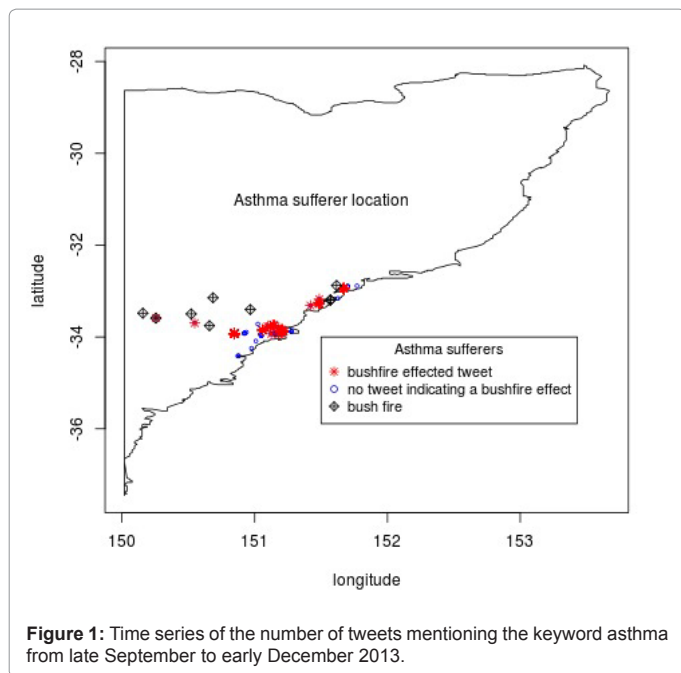 -28
-30
-32
-34
-36
latitude
Asthma sufferer location
Asthma sufferers
bushfire effected tweet
no tweet indicating a bushfire effect
bush fire
150 151 152 153
longitude
Figure 1: Time series of the number of tweets mentioning the keyword asthma
from late September to early December 2013.